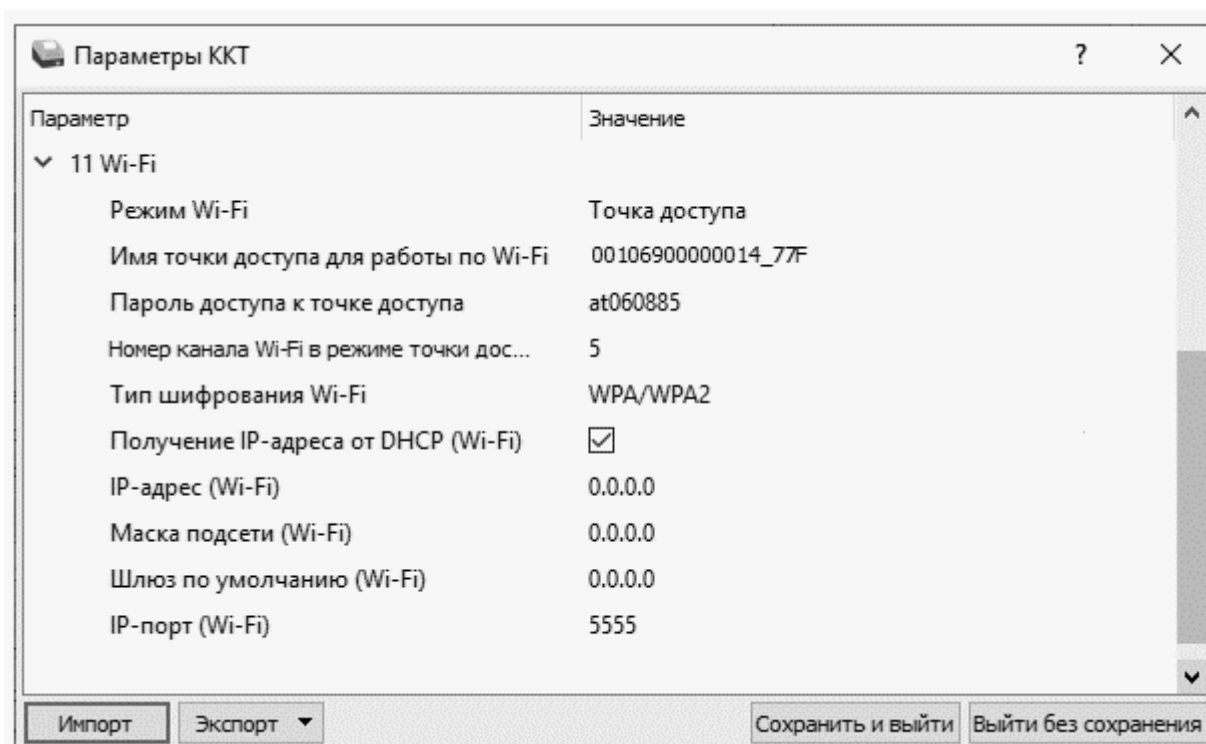 Параметры ККТ ?
Параметр Значение
11 Wi-Fi
Режим Wi-Fi Точка доступа
Имя точки доступа для работы по Wi-Fi 00106900000014_77F
Пароль доступа к точке доступа at060885
Номер канала Wi-Fi в режиме точки дос... 5
Тип шифрования Wi-Fi WPA/WPA2
Получение IP-адреса от DHCP (Wi-Fi)
IP-адрес (Wi-Fi) 0.0.0.0
Маска подсети (Wi-Fi) 0.0.0.0
Шлюз по умолчанию (Wi-Fi) 0.0.0.0
IP-порт (Wi-Fi) 5555
Импорт Экспорт Сохранить и выйти Выйти без сохранения